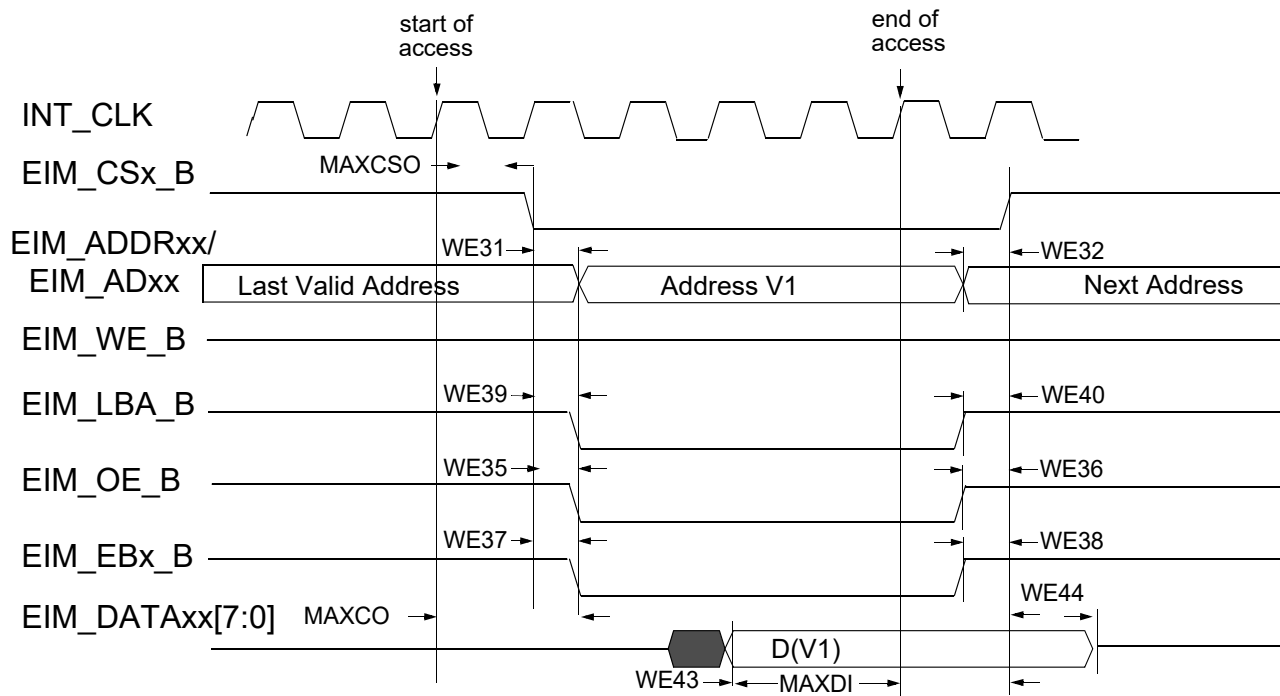 start of
access
end of
access
INT_CLK
MAXCSO
EIM_CSx_B
EIM_ADDRxx/
WE31
WE32
EIM_ADxx
Last Valid Address
Address V1
Next Address
EIM_WE_B
WE39
WE40
EIM_LBA_B
WE35
WE36
EIM_OE_B
WE37
WE38
EIM_EBx_B
WE44
EIM_DATAxx[7:0]
MAXCO
D(V1)
WE43
MAXDI